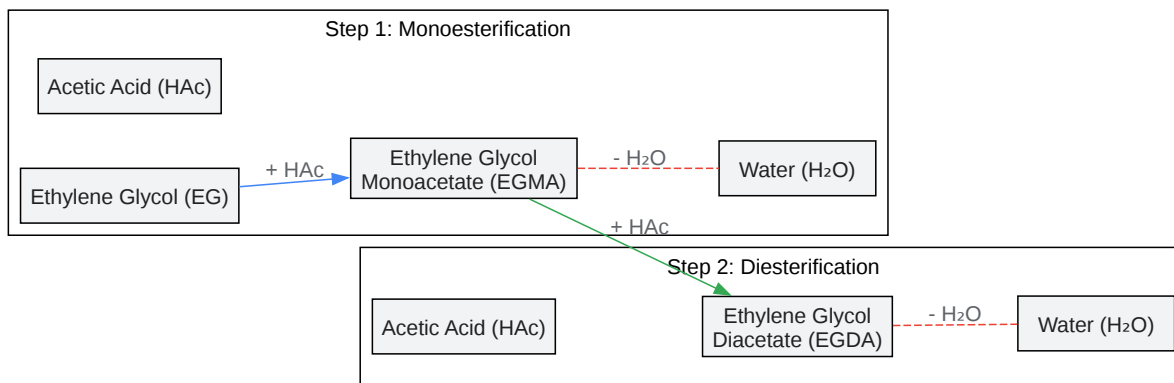 Step 1: Monoesterification
Acetic Acid (HAc)
Ethylene Glycol (EG)
+ HAc
Ethylene Glycol
Monoacetate (EGMA)
- H₂O
Water (H₂O)
+ HAc
Step 2: Diesterification
Acetic Acid (HAc)
Ethylene Glycol
Diacetate (EGDA)
- H₂O
Water (H₂O)